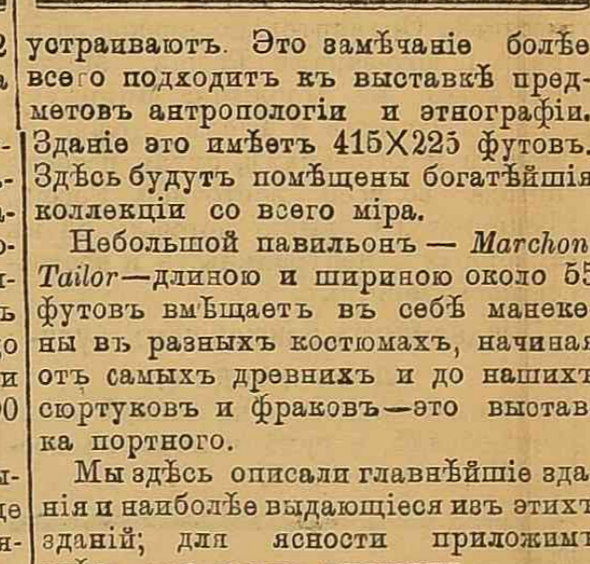 устраиваютъ. Это замѣчаніе болѣе
всего подходитъ къ выставкѣ пред-
метовъ антропологіи и этнографіи.
Зданіе это имѣетъ 415X225 футовъ.
Здѣсь будутъ помѣщены богатѣйшія
коллекціи со всего міра.
Небольшой павильонъ — Marchon
Tailor—длиною и шириною около 55
футовъ вмѣщаетъ въ себѣ манеке
ны въ разныхъ костюмахъ, начиная
отъ самыхъ древнихъ и до нашихъ
сюртуковъ и фраковъ—это выстав
ка портного.
Мы здѣсь описали главнѣйшіе зда
нія и наиболѣе выдающіеся изъ этихъ
зданій; для ясности приложимъ